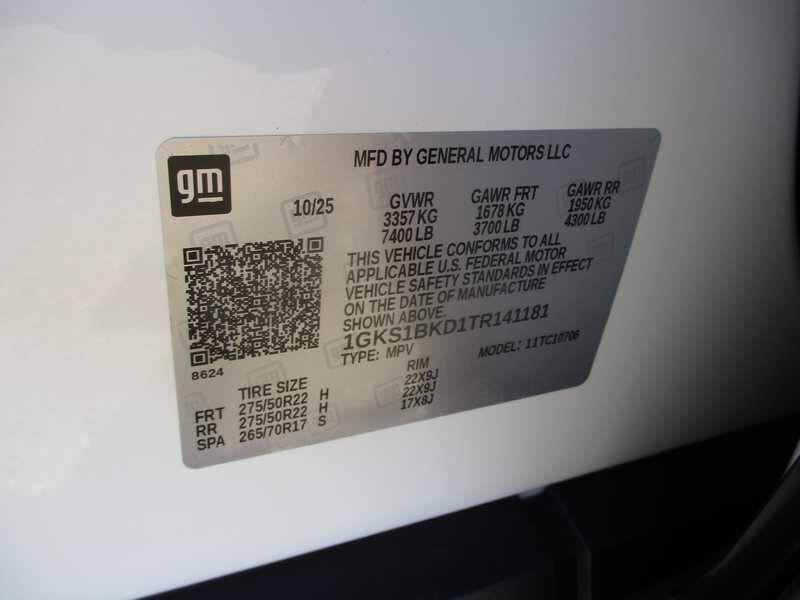 gm
MFD BY GENERAL MOTORS LLC
10/25
GVWR
3357 KG
7400 LB
GAWR FRT
1678 KG
3700 LB
GAWR RR
1950 KG
4300 LB
THIS VEHICLE CONFORMS TO ALL
APPLICABLE U.S. FEDERAL MOTOR
VEHICLE SAFETY STANDARDS IN EFFECT
ON THE DATE OF MANUFACTURE
SHOWN ABOVE.
1GKS1BKD1TR141181
TYPE: MPV
MODEL: 11TC10706
8624
TIRE SIZE RIM
FRT 275/50R22 H 22X9J
RR 275/50R22 H 22X9J
SPA 265/70R17 S 17X8J